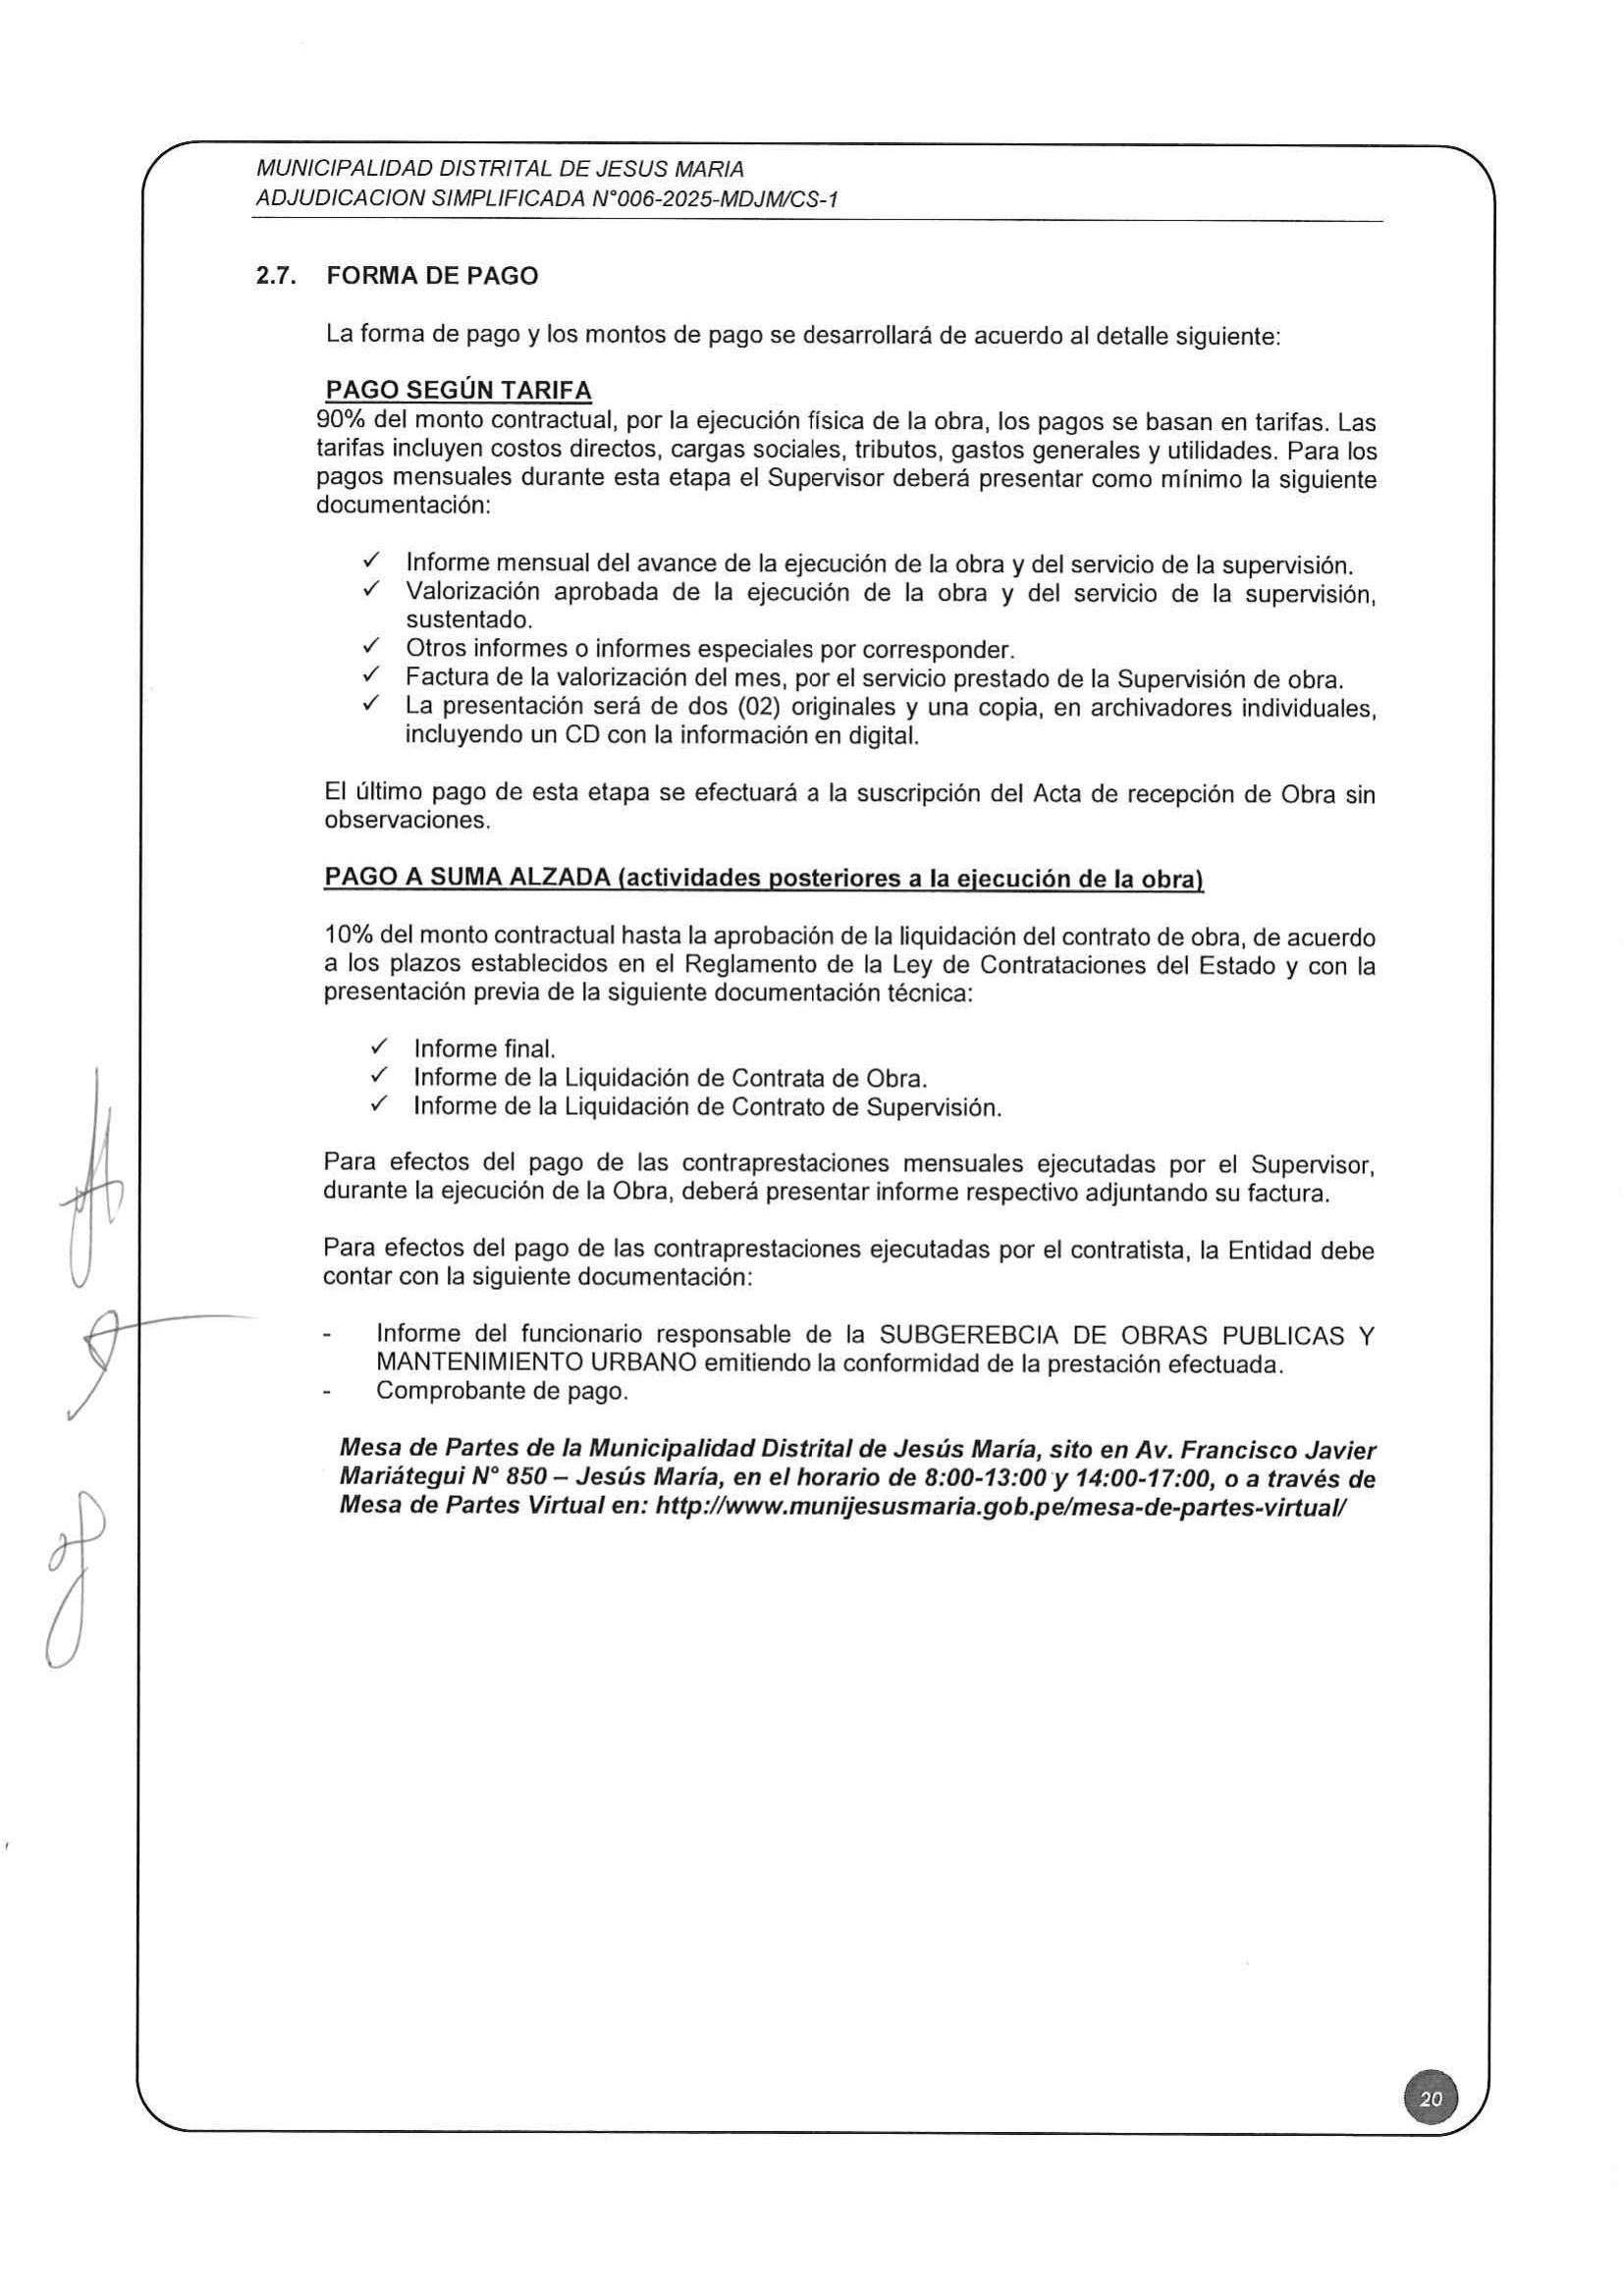 MUNICIPALIDAD DISTRITAL DE JESUS MARIA
ADJUDICACION SIMPLIFICADA N°006-2025-MDJM/CS-1
2.7. FORMA DE PAGO
La forma de pago y los montos de pago se desarrollará de acuerdo al detalle siguiente:
PAGO SEGÚN TARIFA
90% del monto contractual, por la ejecución física de la obra, los pagos se basan en tarifas. Las
tarifas incluyen costos directos, cargas sociales, tributos, gastos generales y utilidades. Para los
pagos mensuales durante esta etapa el Supervisor deberá presentar como mínimo la siguiente
documentación:
✓ Informe mensual del avance de la ejecución de la obra y del servicio de la supervisión.
✓ Valorización aprobada de la ejecución de la obra y del servicio de la supervisión,
sustentado.
✓ Otros informes o informes especiales por corresponder.
✓ Factura de la valorización del mes, por el servicio prestado de la Supervisión de obra.
✓ La presentación será de dos (02) originales y una copia, en archivadores individuales,
incluyendo un CD con la información en digital.
El último pago de esta etapa se efectuará a la suscripción del Acta de recepción de Obra sin
observaciones.
PAGO A SUMA ALZADA (actividades posteriores a la ejecución de la obra)
10% del monto contractual hasta la aprobación de la liquidación del contrato de obra, de acuerdo
a los plazos establecidos en el Reglamento de la Ley de Contrataciones del Estado y con la
presentación previa de la siguiente documentación técnica:
✓ Informe final.
✓ Informe de la Liquidación de Contrata de Obra.
✓ Informe de la Liquidación de Contrato de Supervisión.
Para efectos del pago de las contraprestaciones mensuales ejecutadas por el Supervisor,
durante la ejecución de la Obra, deberá presentar informe respectivo adjuntando su factura.
Para efectos del pago de las contraprestaciones ejecutadas por el contratista, la Entidad debe
contar con la siguiente documentación:
- Informe del funcionario responsable de la SUBGEREBCIA DE OBRAS PUBLICAS Y
MANTENIMIENTO URBANO emitiendo la conformidad de la prestación efectuada.
- Comprobante de pago.
Mesa de Partes de la Municipalidad Distrital de Jesús María, sito en Av. Francisco Javier
Mariátegui N° 850 – Jesús María, en el horario de 8:00-13:00 y 14:00-17:00, o a través de
Mesa de Partes Virtual en: http://www.munijesusmaria.gob.pe/mesa-de-partes-virtual/
20